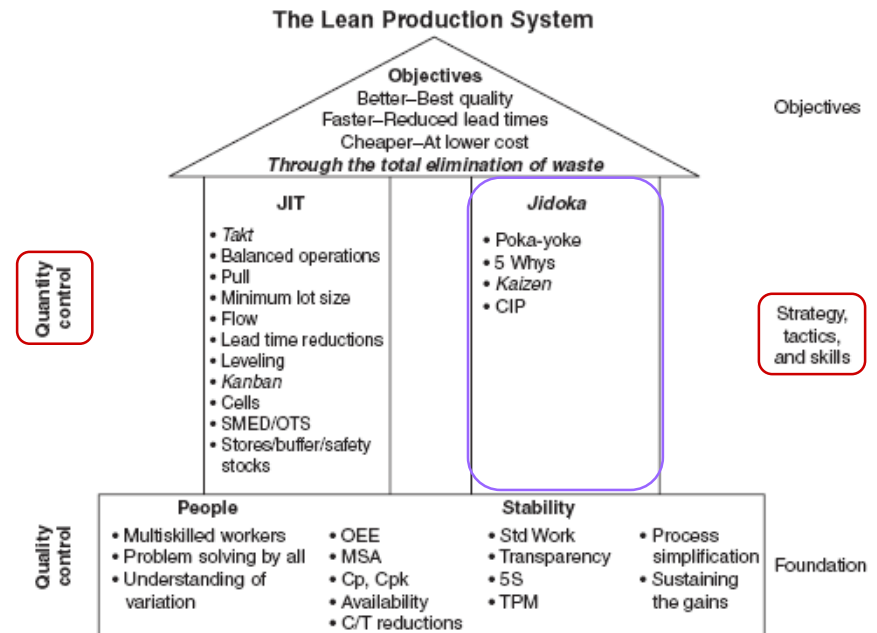 The Lean Production System
Objectives
Better–Best quality
Faster–Reduced lead times
Cheaper–At lower cost
Through the total elimination of waste
Objectives
JIT
• Takt
• Balanced operations
• Pull
• Minimum lot size
• Flow
• Lead time reductions
• Leveling
• Kanban
• Cells
• SMED/OTS
• Stores/buffer/safety
stocks
Jidoka
• Poka-yoke
• 5 Whys
• Kaizen
• CIP
Quantity
control
Strategy,
tactics,
and skills
Quality
control
People
• Multiskilled workers
• Problem solving by all
• Understanding of
variation
• OEE
• MSA
• Cp, Cpk
• Availability
• C/T reductions
Stability
• Std Work
• Transparency
• 5S
• TPM
• Process
simplification
• Sustaining
the gains
Foundation